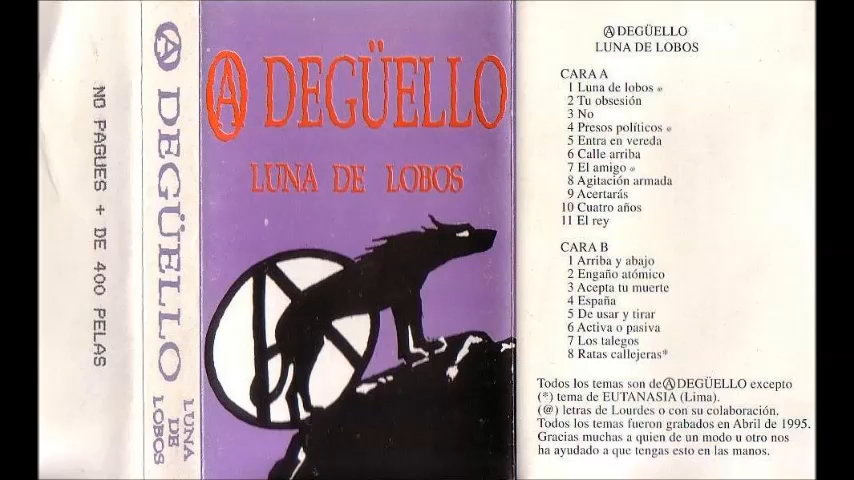 NO PAGUES + DE 400 PELAS
Ⓐ DEGÜELLO
LUNA
DE
LOBOS
Ⓐ DEGÜELLO
LUNA DE LOBOS
ⒶDEGÜELLO
LUNA DE LOBOS
CARA A
1 Luna de lobos @
2 Tu obsesión
3 No
4 Presos políticos @
5 Entra en vereda
6 Calle arriba
7 El amigo @
8 Agitación armada
9 Acertarás
10 Cuatro años
11 El rey
CARA B
1 Arriba y abajo
2 Engaño atómico
3 Acepta tu muerte
4 España
5 De usar y tirar
6 Activa o pasiva
7 Los talegos
8 Ratas callejeras*
Todos los temas son deⒶDEGÜELLO excepto
(*) tema de EUTANASIA (Lima).
(@) letras de Lourdes o con su colaboración.
Todos los temas fueron grabados en Abril de 1995.
Gracias muchas a quien de un modo u otro nos
ha ayudado a que tengas esto en las manos.